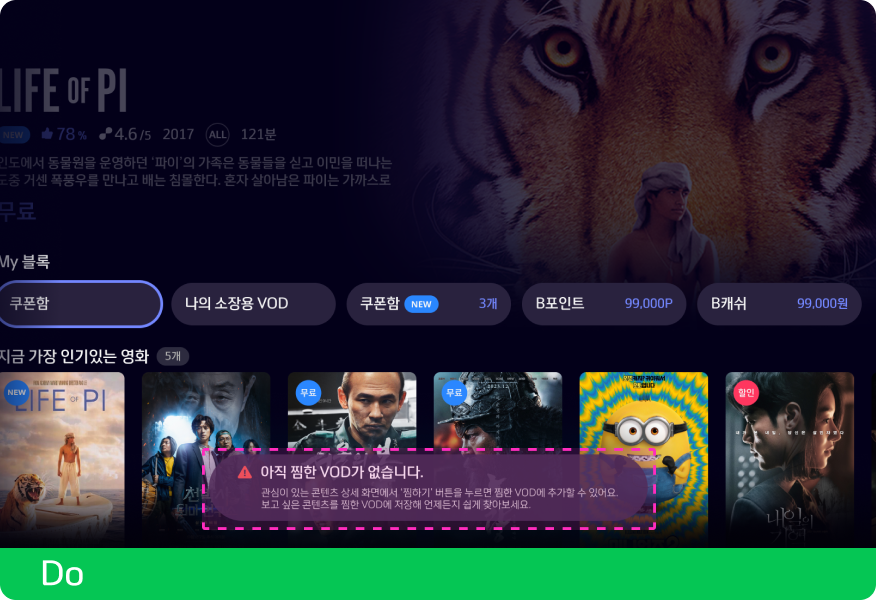 LIFE OF PI
NEW 78% 4.6/5 2017 ALL 121분
인도에서 동물원을 운영하던 '파이'의 가족은 동물들을 싣고 이민을 떠나는
도중 거센 폭풍우를 만나고 배는 침몰한다. 혼자 살아남은 파이는 가까스로
무료
My 블록
쿠폰함 나의 소장용 VOD 쿠폰함 NEW 3개 B포인트 99,000P B캐쉬 99,000원
지금 가장 인기있는 영화 5개
NEW 무료 무료 할인
LIFE OF PI
아직 찜한 VOD가 없습니다.
관심이 있는 콘텐츠 상세 화면에서 '찜하기' 버튼을 누르면 찜한 VOD에 추가할 수 있어요.
보고 싶은 콘텐츠를 찜한 VOD에 저장해 언제든지 쉽게 찾아보세요.
Do